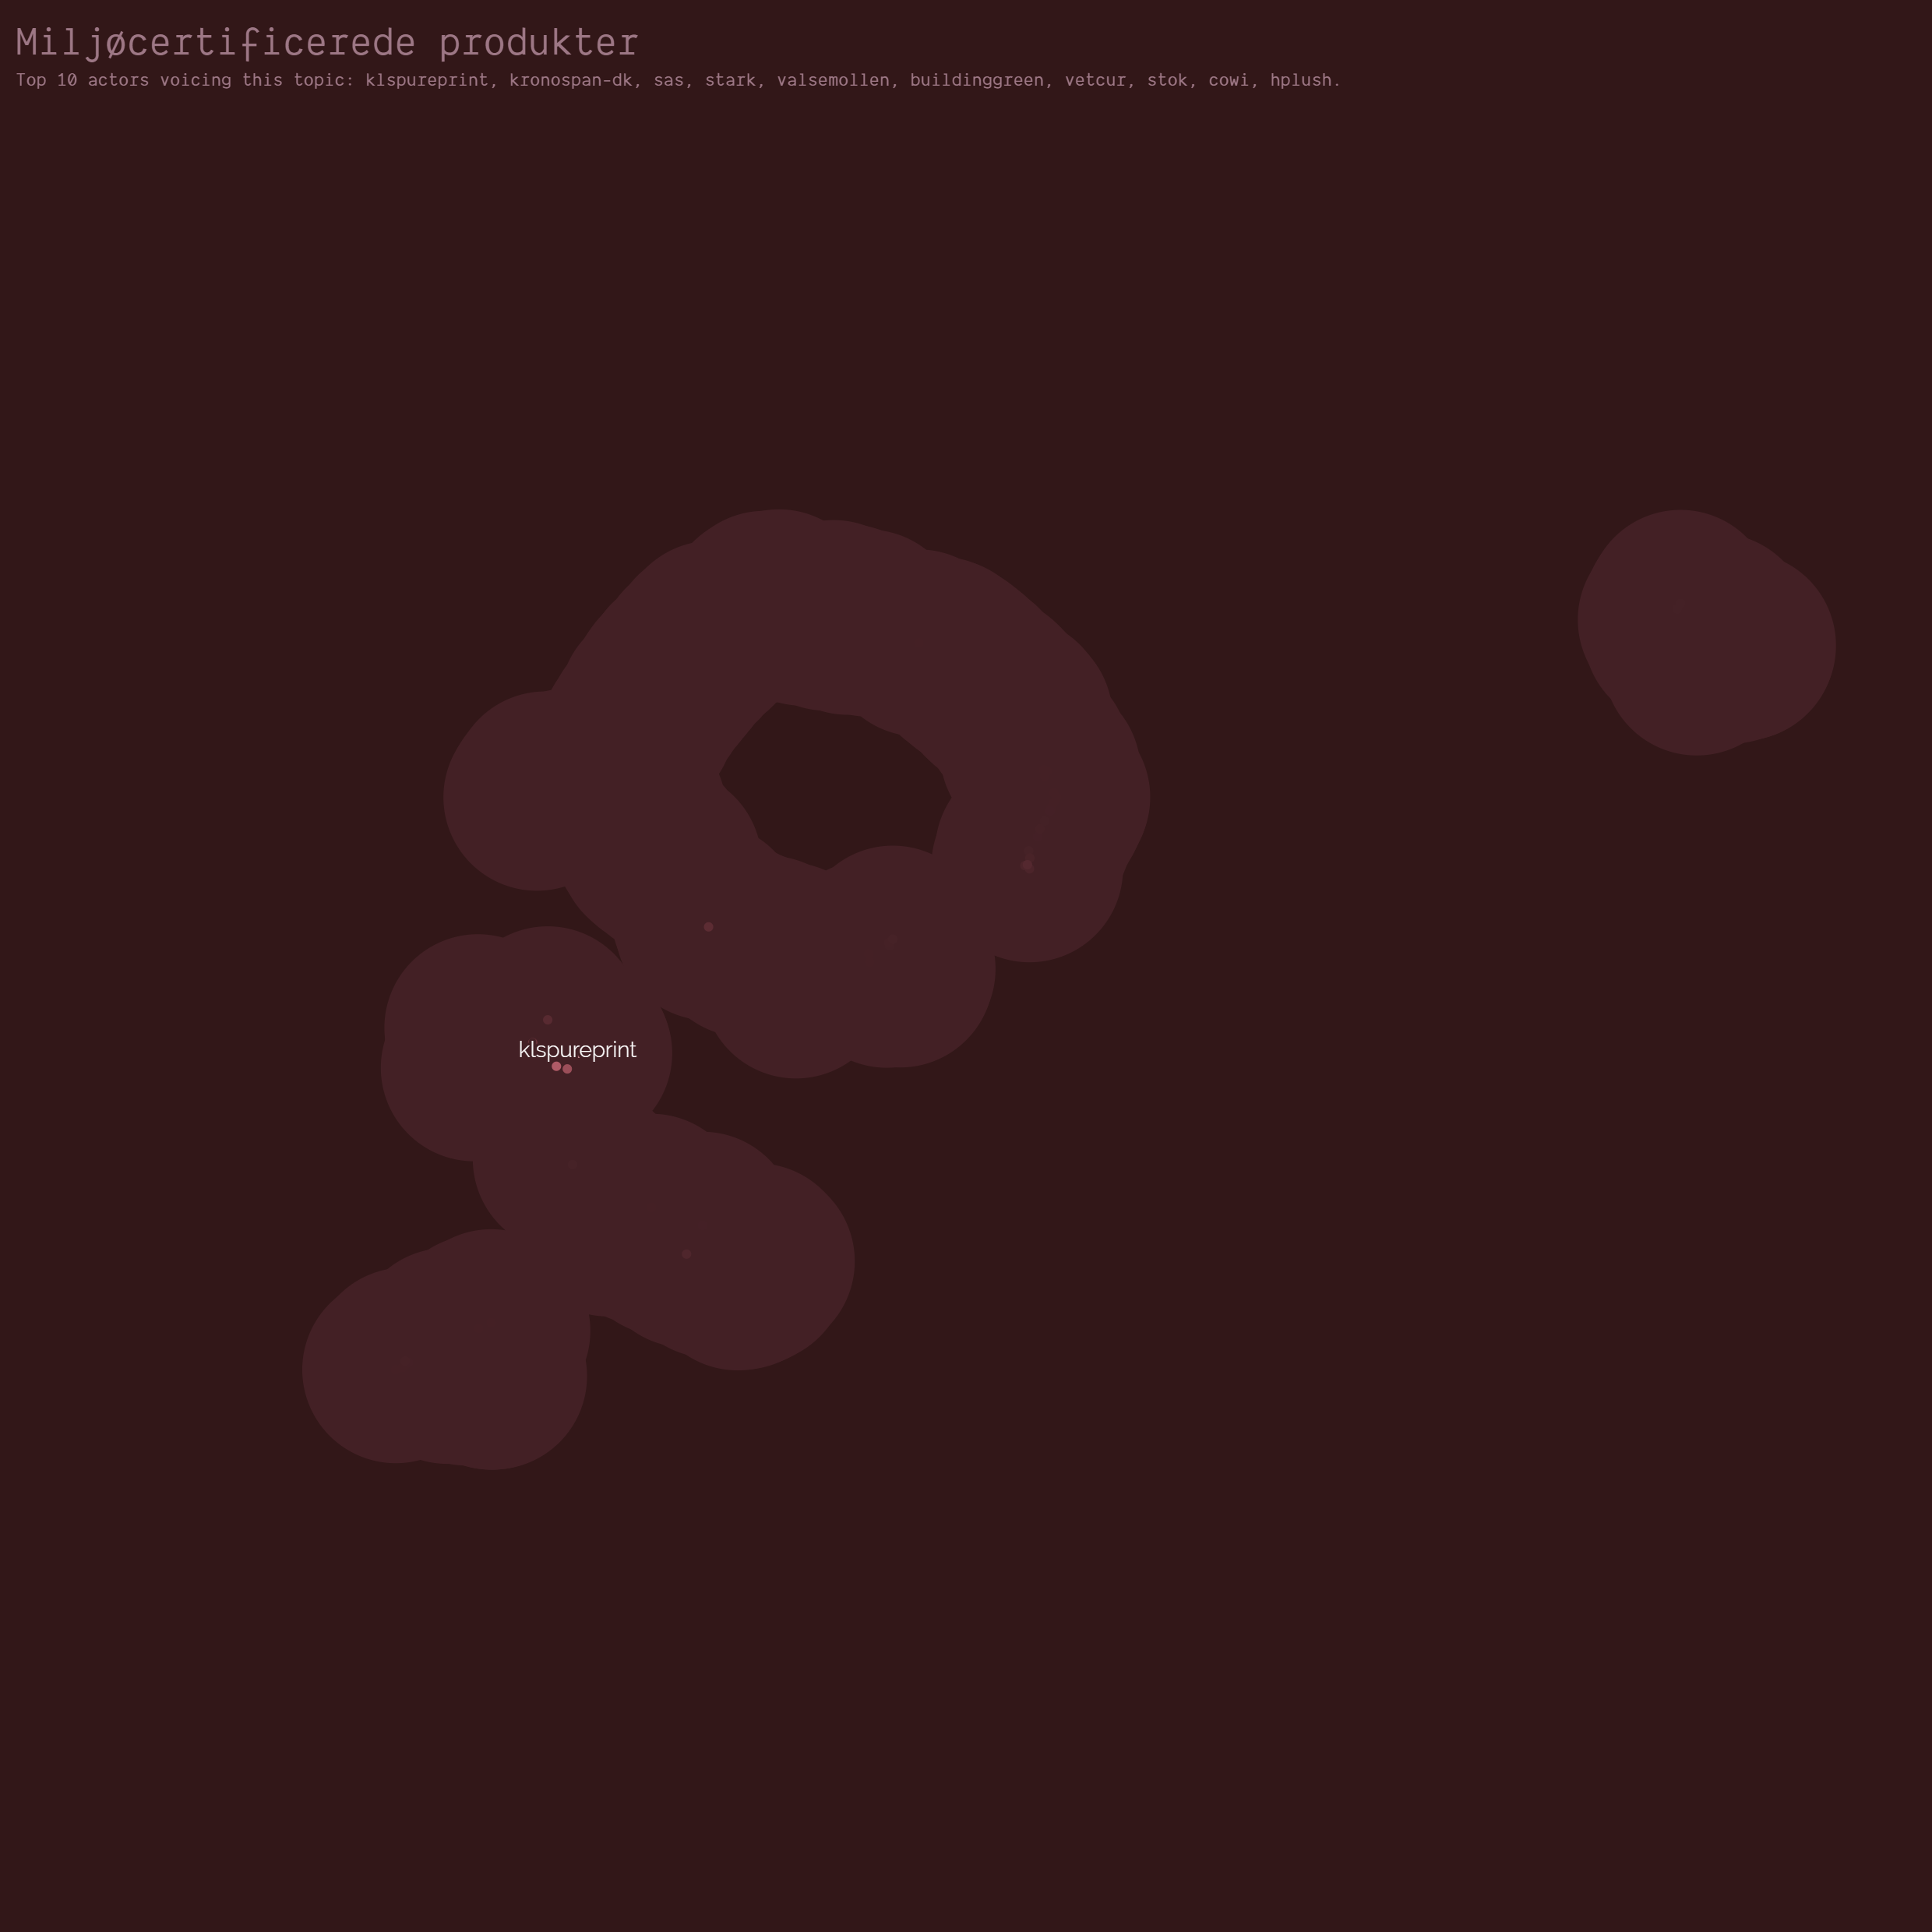 Miljøcertificerede produkter
Top 10 actors voicing this topic: klspureprint, kronospan-dk, sas, stark, valsemollen, buildinggreen, vetcur, stok, cowi, hplush.
klspureprint